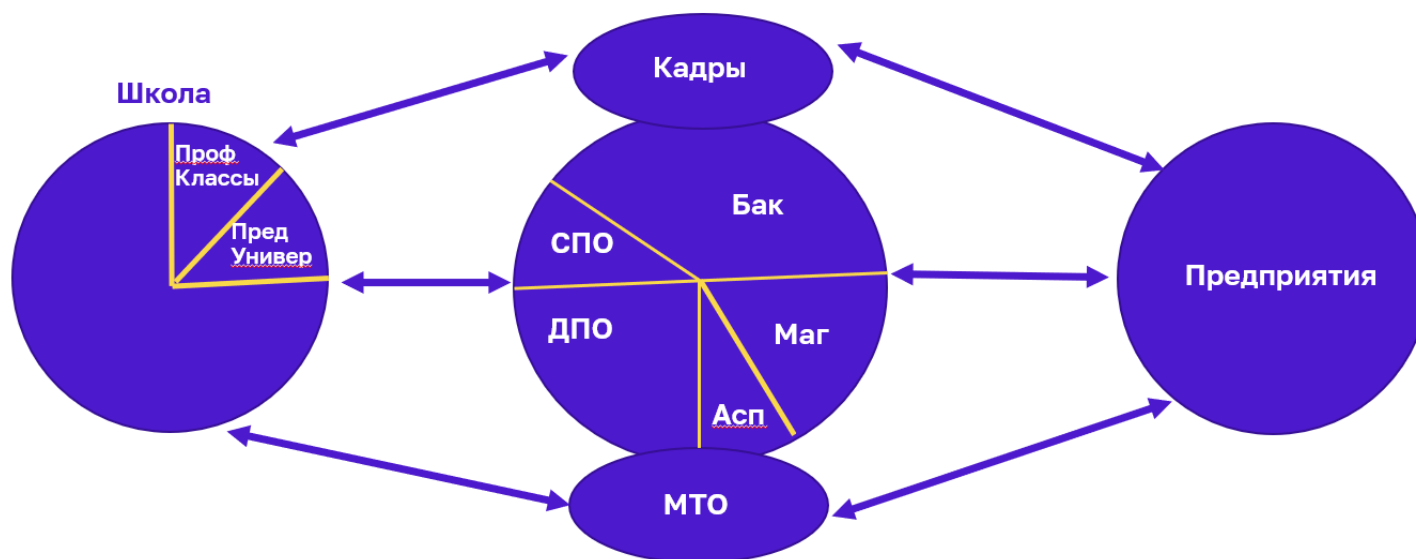 Кадры
Школа
Проф
Классы
Пред
Универ
Бак
СПО
ДПО
Маг
Асп
МТО
Предприятия